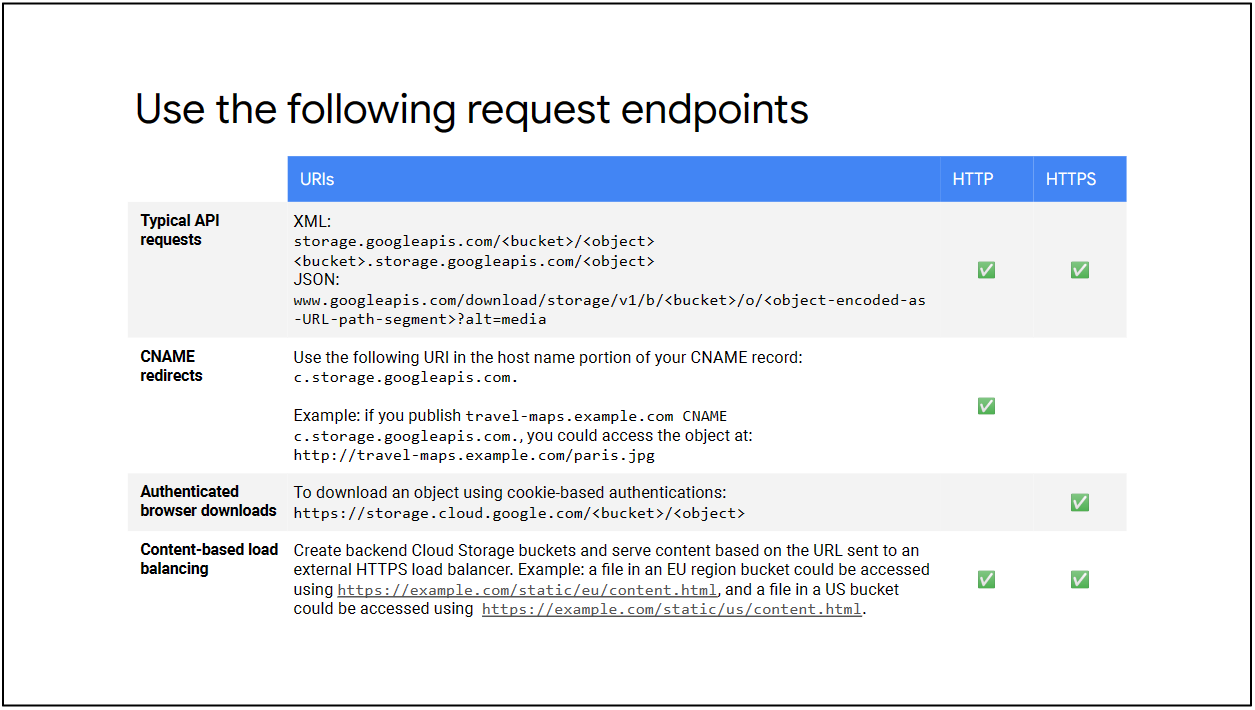 Use the following request endpoints
URIs
HTTP
HTTPS
Typical API
requests
XML:
storage.googleapis.com/<bucket>/<object>
<bucket>.storage.googleapis.com/<object>
JSON:
www.googleapis.com/download/storage/v1/b/<bucket>/o/<object-encoded-as
-URL-path-segment>?alt=media
✅
✅
CNAME
redirects
Use the following URI in the host name portion of your CNAME record:
c.storage.googleapis.com.
Example: if you publish travel-maps.example.com CNAME
c.storage.googleapis.com., you could access the object at:
http://travel-maps.example.com/paris.jpg
✅
Authenticated
browser downloads
To download an object using cookie-based authentications:
https://storage.cloud.google.com/<bucket>/<object>
✅
Content-based load
balancing
Create backend Cloud Storage buckets and serve content based on the URL sent to an
external HTTPS load balancer. Example: a file in an EU region bucket could be accessed
using https://example.com/static/eu/content.html, and a file in a US bucket
could be accessed using https://example.com/static/us/content.html.
✅
✅